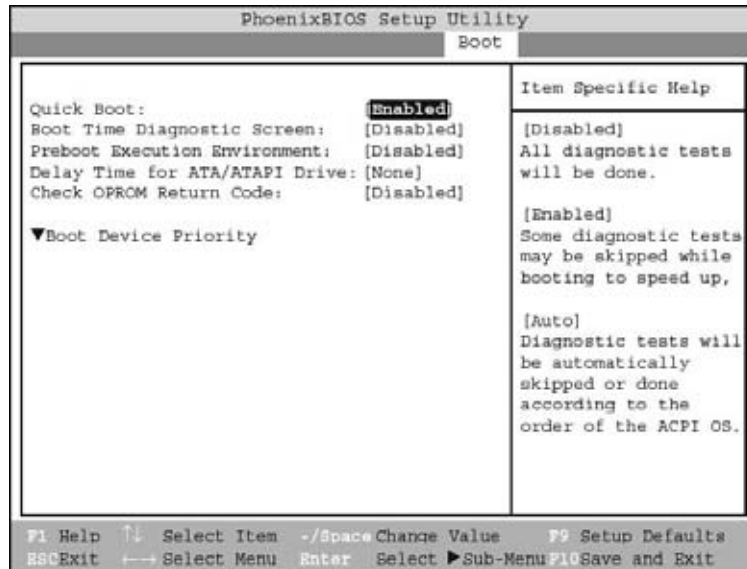 PhoenixBIOS Setup Utility
Boot
Quick Boot: [Enabled]
Boot Time Diagnostic Screen: [Disabled]
Preboot Execution Environment: [Disabled]
Delay Time for ATA/ATAPI Drive: [None]
Check OPROM Return Code: [Disabled]
▼Boot Device Priority
Item Specific Help
[Disabled]
All diagnostic tests
will be done.
[Enabled]
Some diagnostic tests
may be skipped while
booting to speed up,
[Auto]
Diagnostic tests will
be automatically
skipped or done
according to the
order of the ACPI OS.
F1 Help ↑↓ Select Item -/Space Change Value F9 Setup Defaults
ESC Exit ←→ Select Menu Enter Select ▶Sub-Menu F10 Save and Exit